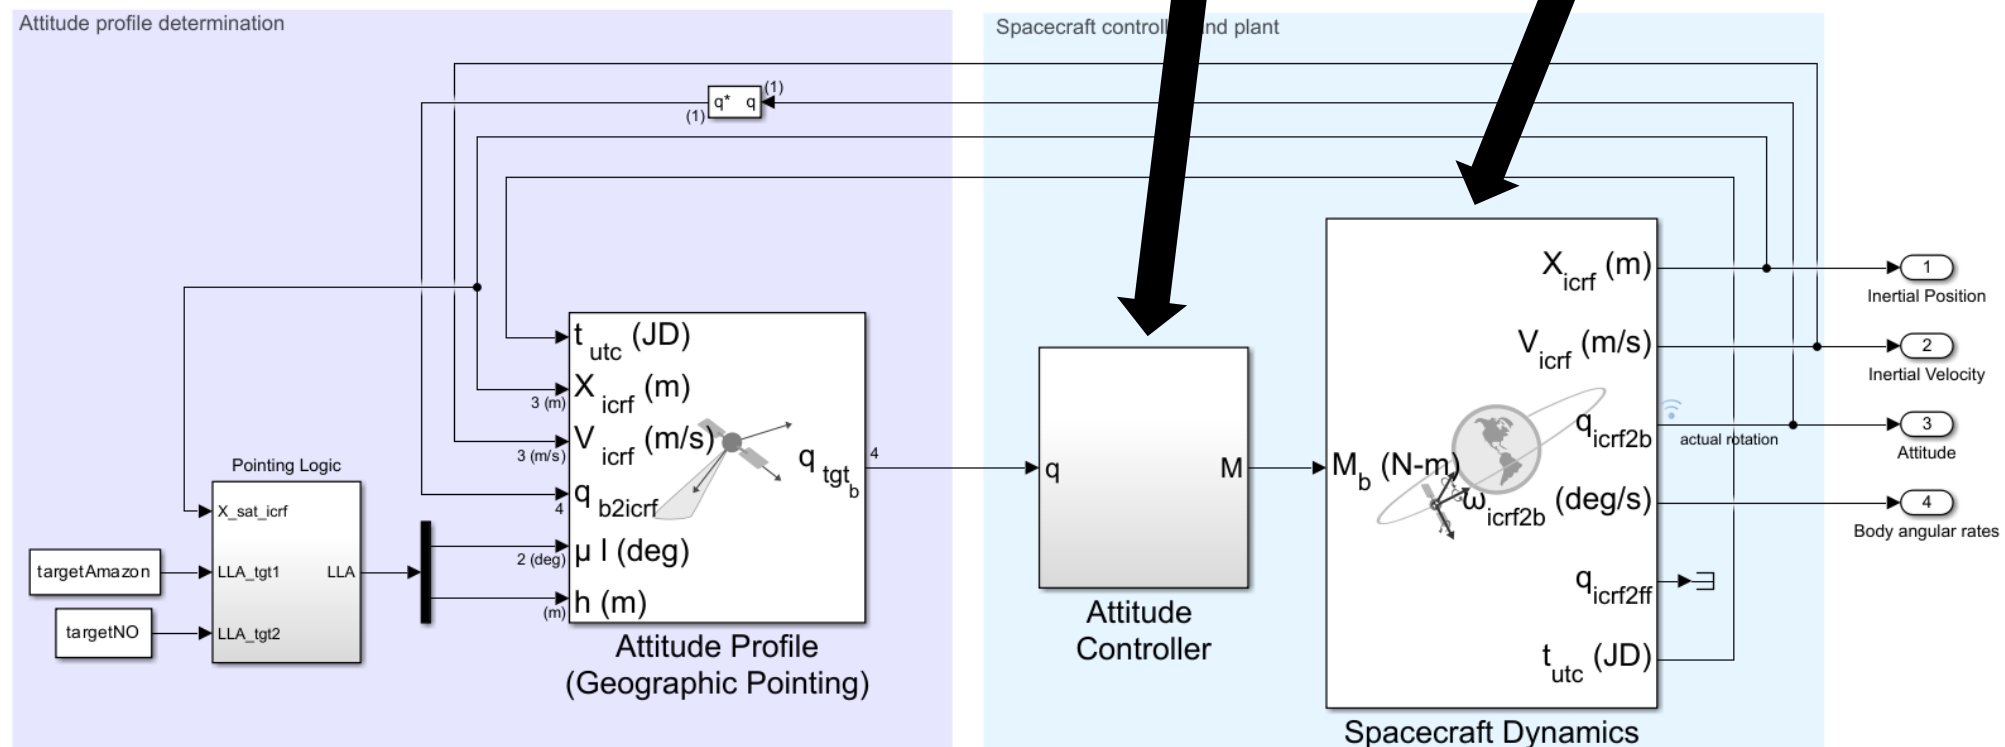 Attitude profile determination
Spacecraft controller and plant
q* q
(1)
(1)
t utc (JD)
X icrf (m)
3 (m)
V icrf (m/s)
3 (m/s)
q b2icrf
4
μ l (deg)
2 (deg)
h (m)
(m)
q tgt b
4
Attitude Profile
(Geographic Pointing)
Pointing Logic
X_sat_icrf
LLA_tgt1
LLA
LLA_tgt2
targetAmazon
targetNO
q
M
Attitude
Controller
M b (N-m)
X icrf (m)
V icrf (m/s)
q icrf2b
actual rotation
ω icrf2b (deg/s)
q icrf2ff
t utc (JD)
Spacecraft Dynamics
1
Inertial Position
2
Inertial Velocity
3
Attitude
4
Body angular rates